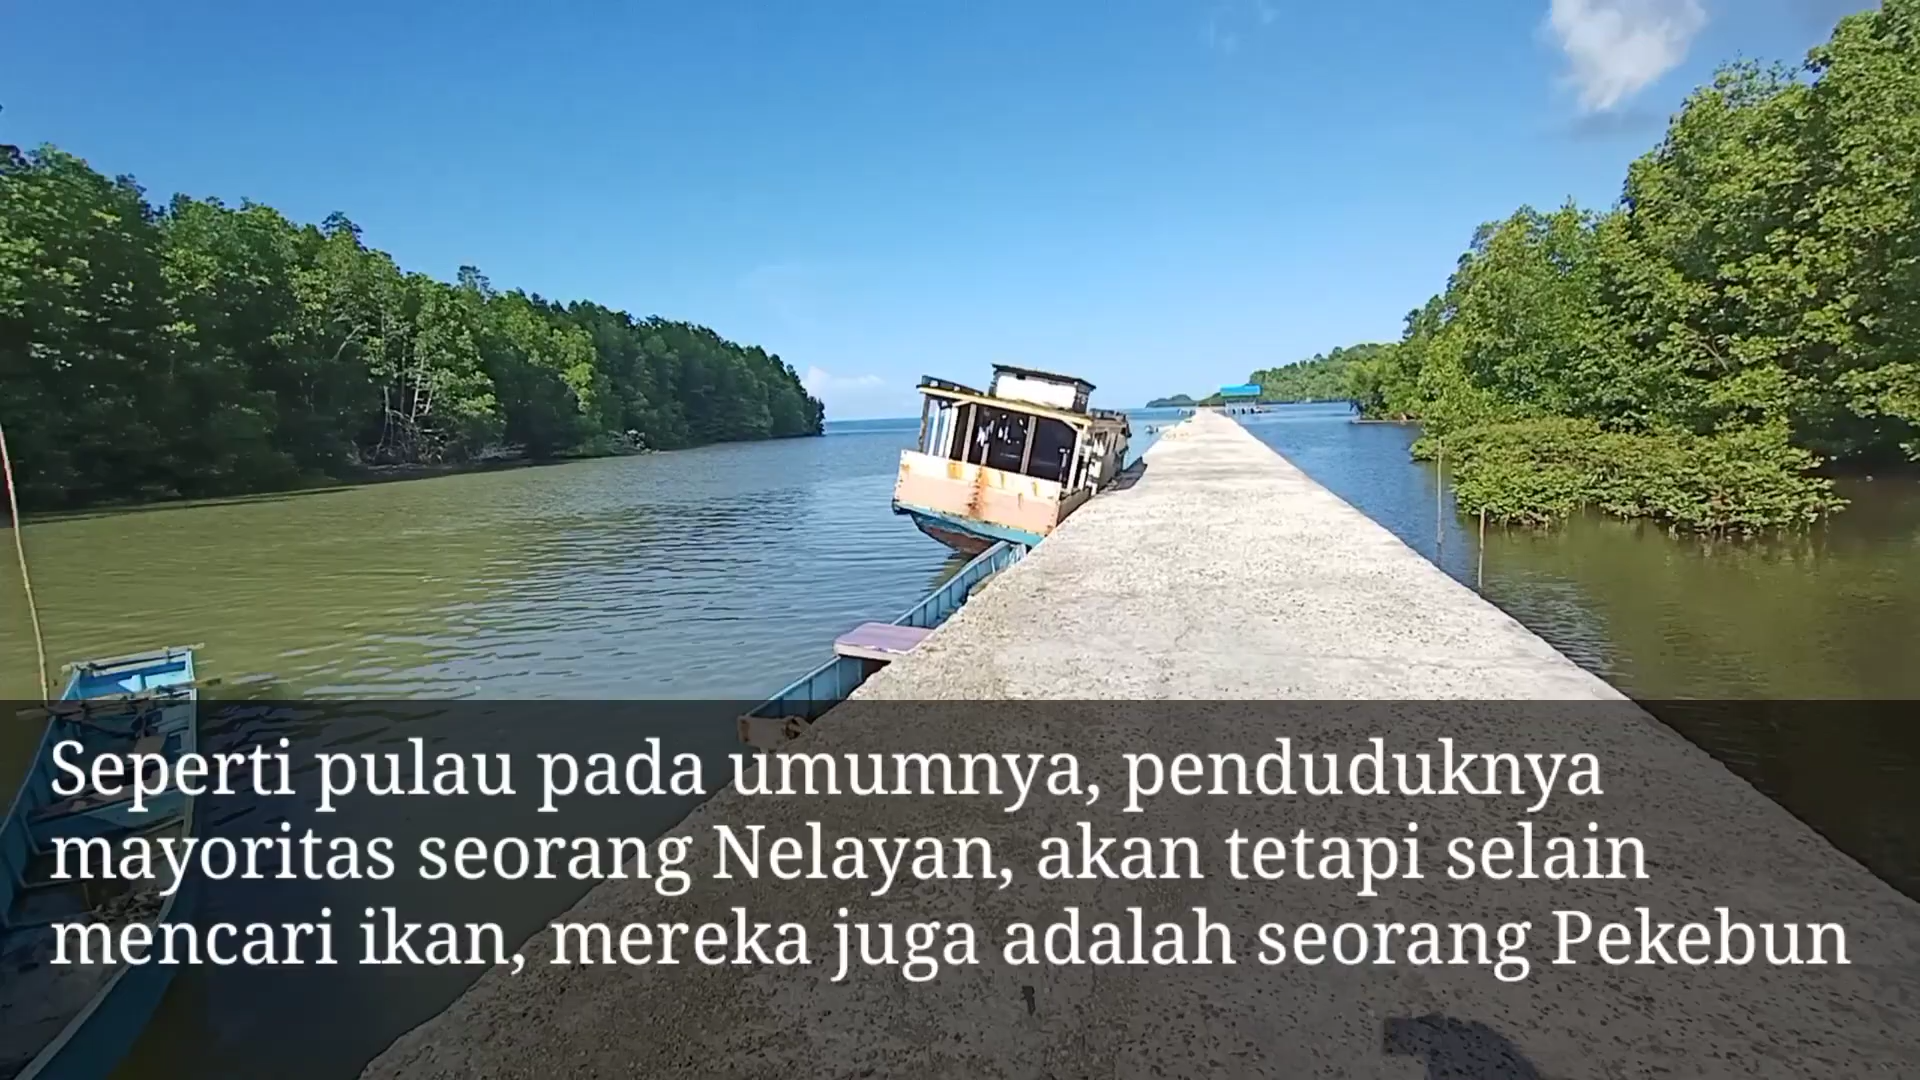 Seperti pulau pada umumnya, penduduknya
mayoritas seorang Nelayan, akan tetapi selain
mencari ikan, mereka juga adalah seorang Pekebun